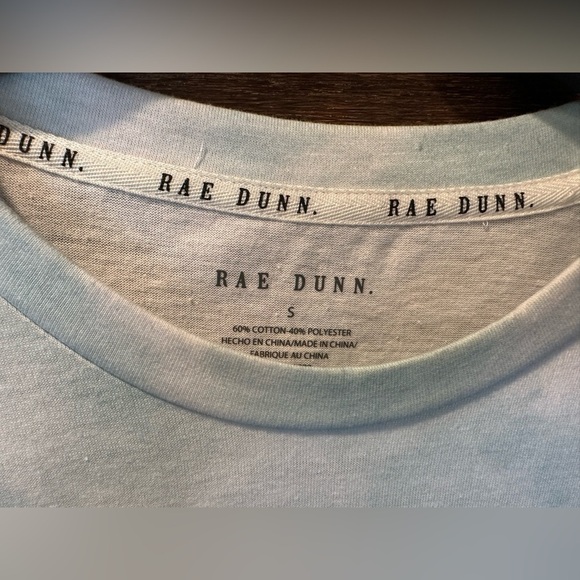 DUNN.
RAE DUNN.
RAE DUNN.
RAE DUNN.
S
60% COTTON-40% POLYESTER
HECHO EN CHINA/MADE IN CHINA/
FABRIQUE AU CHINA